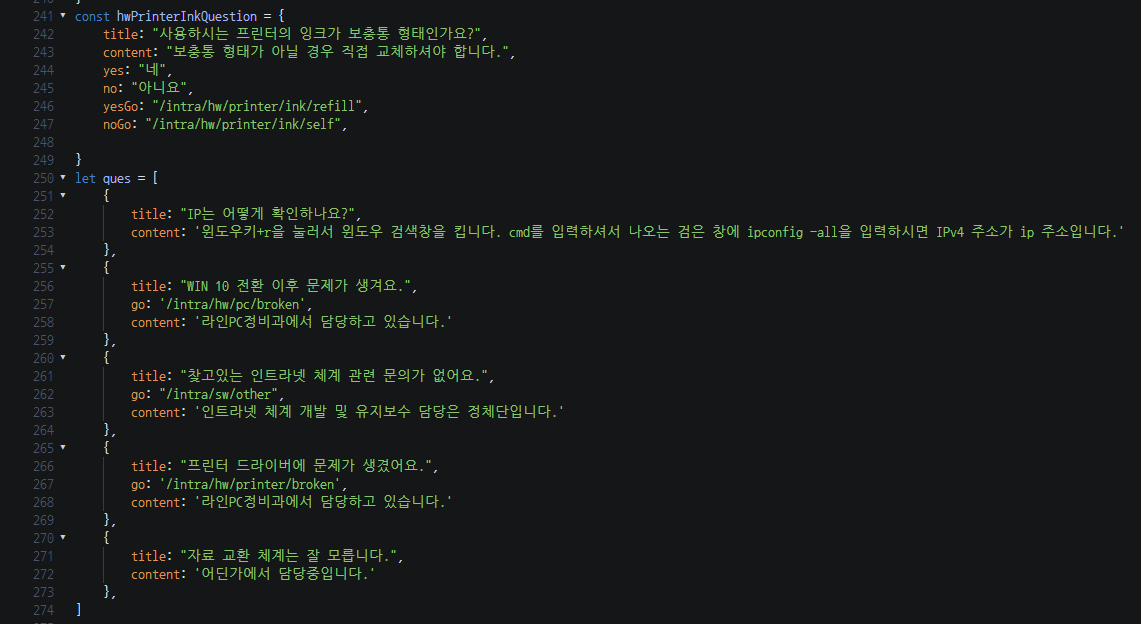 241 ▾ const hwPrinterInkQuestion = {
242 title: "사용하시는 프린터의 잉크가 보충통 형태인가요?",
243 content: "보충통 형태가 아닐 경우 직접 교체하셔야 합니다.",
244 yes: "네",
245 no: "아니요",
246 yesGo: "/intra/hw/printer/ink/refill",
247 noGo: "/intra/hw/printer/ink/self",
248
249 }
250 ▾ let ques = [
251 ▾ {
252 title: "IP는 어떻게 확인하나요?",
253 content: '윈도우키+r을 눌러서 윈도우 검색창을 킵니다. cmd를 입력하셔서 나오는 검은 창에 ipconfig -all을 입력하시면 IPv4 주소가 ip 주소입니다.'
254 },
255 ▾ {
256 title: "WIN 10 전환 이후 문제가 생겨요.",
257 go: '/intra/hw/pc/broken',
258 content: '라인PC정비과에서 담당하고 있습니다.'
259 },
260 ▾ {
261 title: "찾고있는 인트라넷 체계 관련 문의가 없어요.",
262 go: "/intra/sw/other",
263 content: '인트라넷 체계 개발 및 유지보수 담당은 정체단입니다.'
264 },
265 ▾ {
266 title: "프린터 드라이버에 문제가 생겼어요.",
267 go: '/intra/hw/printer/broken',
268 content: '라인PC정비과에서 담당하고 있습니다.'
269 },
270 ▾ {
271 title: "자료 교환 체계는 잘 모릅니다.",
272 content: '어딘가에서 담당중입니다.'
273 },
274 ]